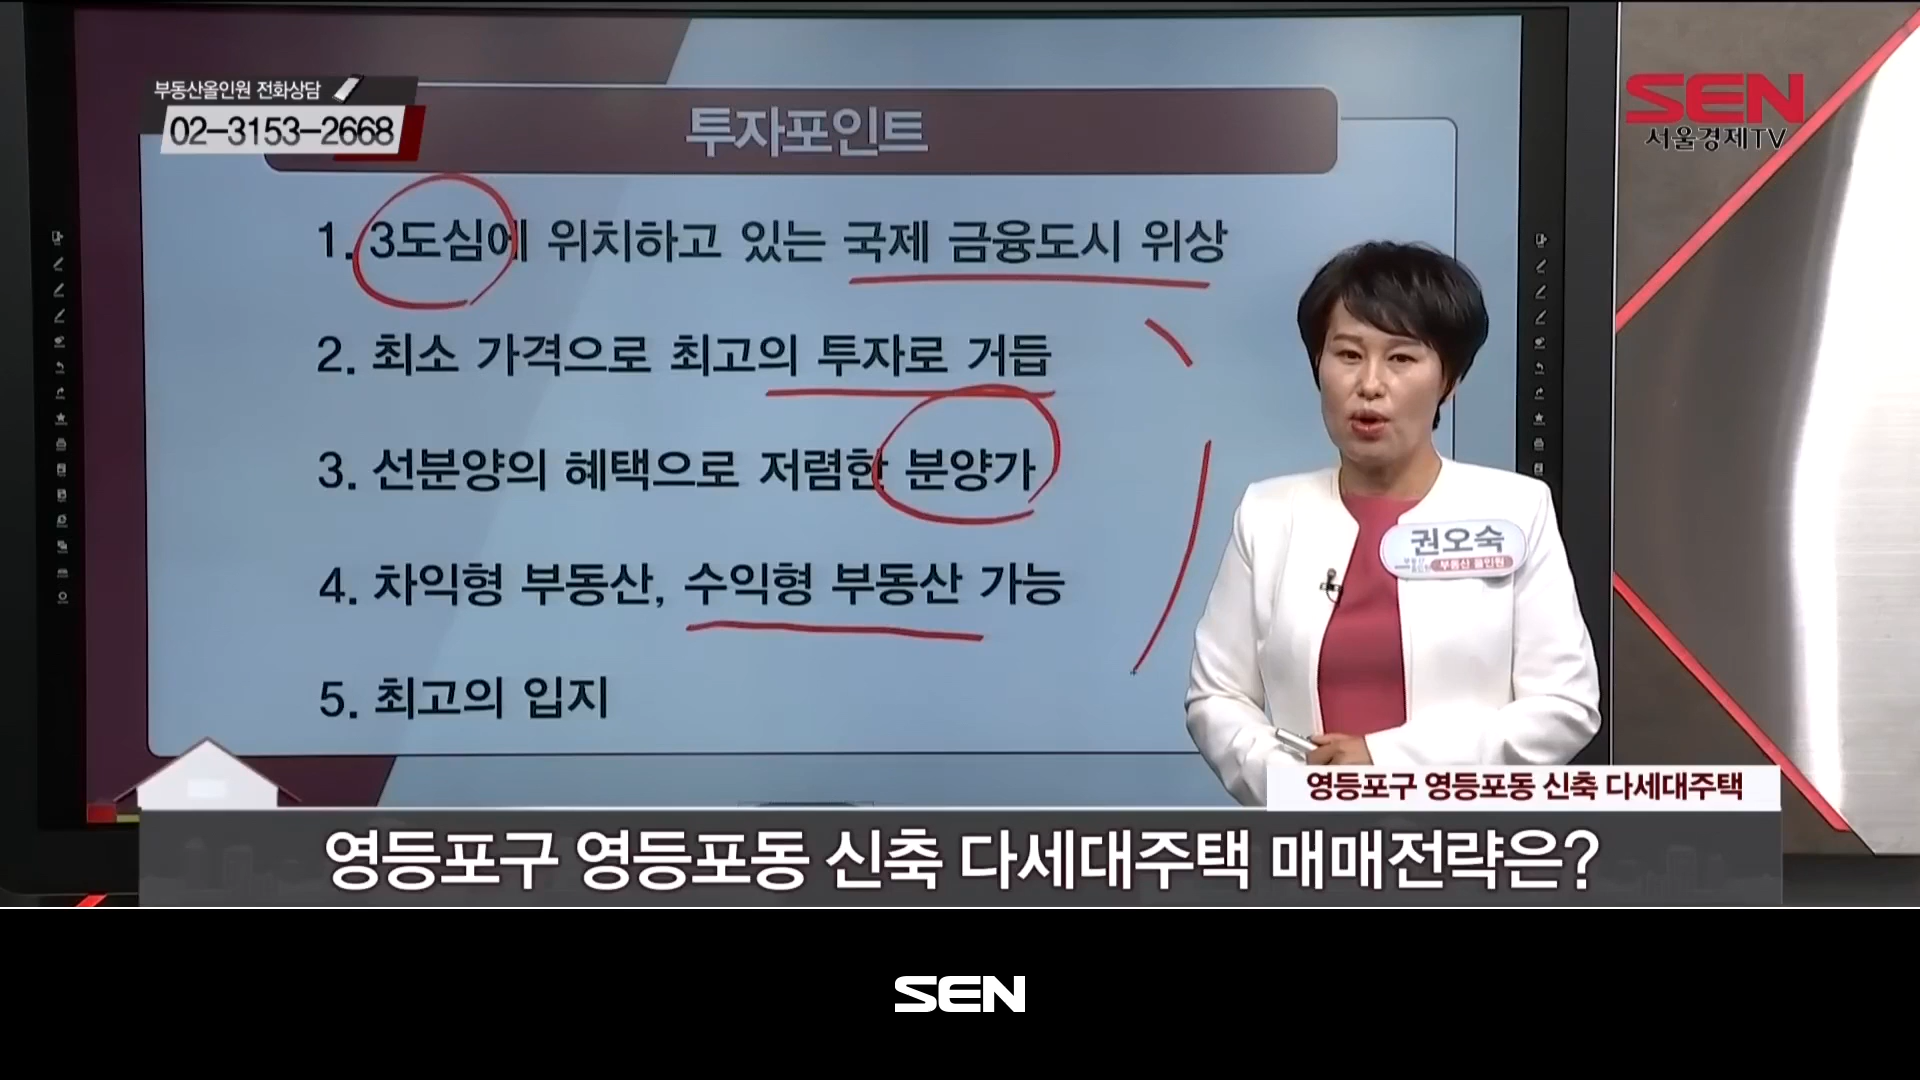 부동산올인원 전화상담
02-3153-2668
SEN
서울경제TV
투자포인트
1. 3도심에 위치하고 있는 국제 금융도시 위상
2. 최소 가격으로 최고의 투자로 거듭
3. 선분양의 혜택으로 저렴한 분양가
4. 차익형 부동산, 수익형 부동산 가능
5. 최고의 입지
권오숙
부동산 올인원
영등포구 영등포동 신축 다세대주택
영등포구 영등포동 신축 다세대주택 매매전략은?
SEN